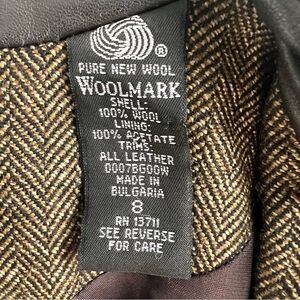 ®
PURE NEW WOOL
WOOLMARK
SHELL:
100% WOOL
LINING:
100% ACETATE
TRIMS:
ALL LEATHER
0007BG00W
MADE IN
BULGARIA
8
RN 13711
SEE REVERSE
FOR CARE